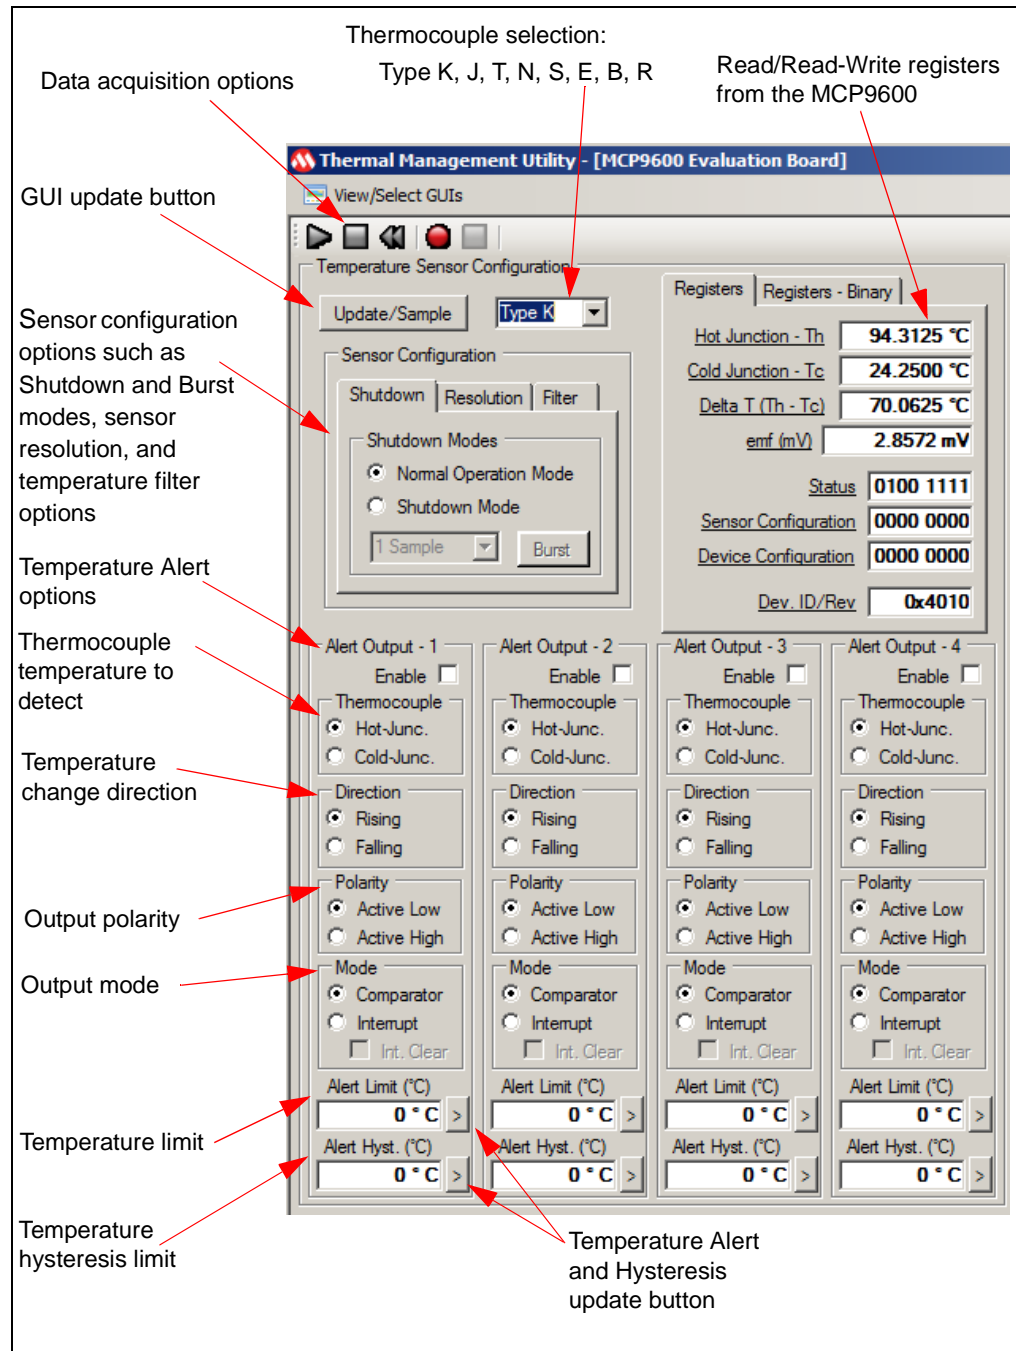 Thermocouple selection:
Type K, J, T, N, S, E, B, R
Data acquisition options
Read/Read-Write registers
from the MCP9600
Thermal Management Utility - [MCP9600 Evaluation Board]
GUI update button
View/Select GUIs
Temperature Sensor Configuration
Update/Sample
Type K
Registers
Registers - Binary
Sensor configuration
options such as
Shutdown and Burst
modes, sensor
resolution, and
temperature filter
options
Sensor Configuration
Shutdown
Resolution
Filter
Shutdown Modes
Normal Operation Mode
Shutdown Mode
1 Sample
Burst
Hot Junction - Th 94.3125 °C
Cold Junction - Tc 24.2500 °C
Delta T (Th - Tc) 70.0625 °C
emf (mV) 2.8572 mV
Status 0100 1111
Sensor Configuration 0000 0000
Device Configuration 0000 0000
Dev. ID/Rev 0x4010
Temperature Alert
options
Thermocouple
temperature to
detect
Temperature
change direction
Output polarity
Output mode
Temperature limit
Temperature
hysteresis limit
Alert Output - 1
Enable
Thermocouple
Hot-Junc.
Cold-Junc.
Direction
Rising
Falling
Polarity
Active Low
Active High
Mode
Comparator
Interrupt
Int. Clear
Alert Limit (°C)
0 ° C >
Alert Hyst. (°C)
0 ° C >
Alert Output - 2
Enable
Thermocouple
Hot-Junc.
Cold-Junc.
Direction
Rising
Falling
Polarity
Active Low
Active High
Mode
Comparator
Interrupt
Int. Clear
Alert Limit (°C)
0 ° C >
Alert Hyst. (°C)
0 ° C >
Alert Output - 3
Enable
Thermocouple
Hot-Junc.
Cold-Junc.
Direction
Rising
Falling
Polarity
Active Low
Active High
Mode
Comparator
Interrupt
Int. Clear
Alert Limit (°C)
0 ° C >
Alert Hyst. (°C)
0 ° C >
Alert Output - 4
Enable
Thermocouple
Hot-Junc.
Cold-Junc.
Direction
Rising
Falling
Polarity
Active Low
Active High
Mode
Comparator
Interrupt
Int. Clear
Alert Limit (°C)
0 ° C >
Alert Hyst. (°C)
0 ° C >
Temperature Alert
and Hysteresis
update button